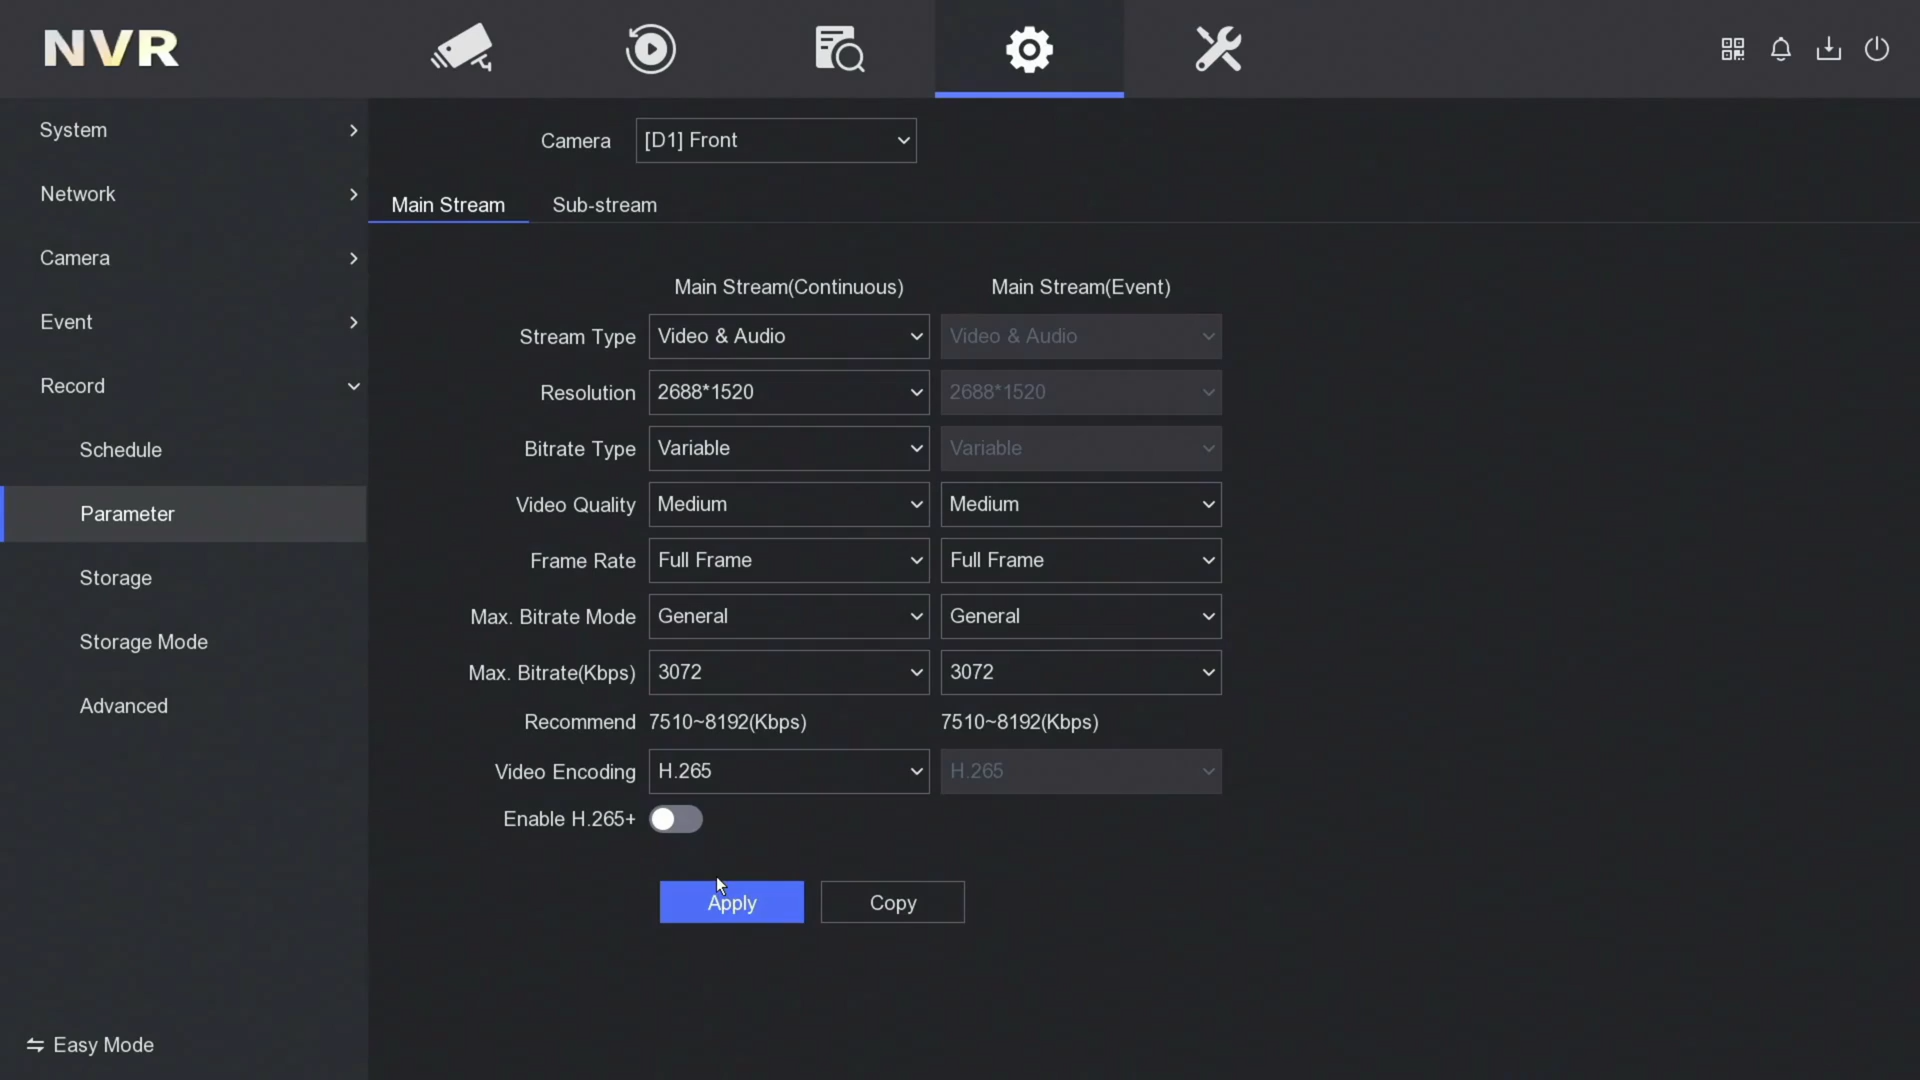 NVR
System
Network
Camera
Event
Record
Schedule
Parameter
Storage
Storage Mode
Advanced
Easy Mode
Camera [D1] Front
Main Stream Sub-stream
Main Stream(Continuous) Main Stream(Event)
Stream Type Video & Audio Video & Audio
Resolution 2688*1520 2688*1520
Bitrate Type Variable Variable
Video Quality Medium Medium
Frame Rate Full Frame Full Frame
Max. Bitrate Mode General General
Max. Bitrate(Kbps) 3072 3072
Recommend 7510~8192(Kbps) 7510~8192(Kbps)
Video Encoding H.265 H.265
Enable H.265+
Apply Copy